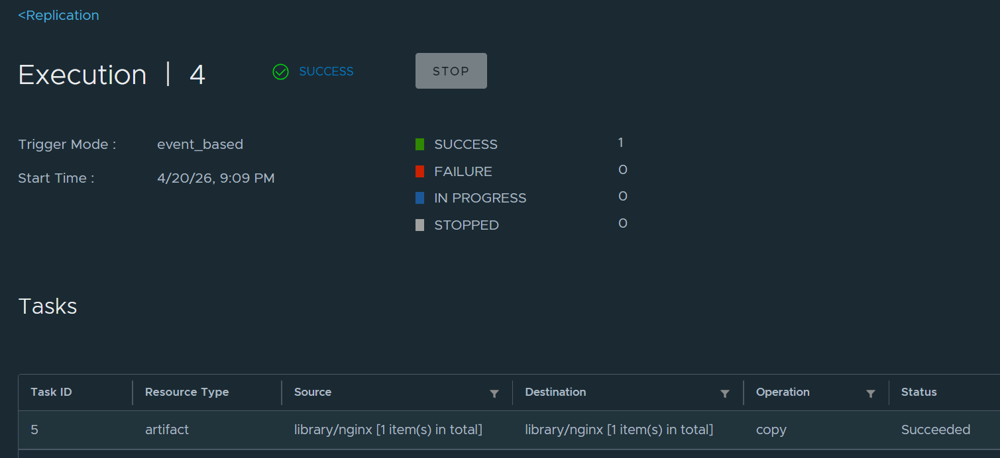 <Replication
Execution | 4 SUCCESS STOP
Trigger Mode : event_based
Start Time : 4/20/26, 9:09 PM
SUCCESS 1
FAILURE 0
IN PROGRESS 0
STOPPED 0
Tasks
Task ID Resource Type Source Destination Operation Status
5 artifact library/nginx [1 item(s) in total] library/nginx [1 item(s) in total] copy Succeeded